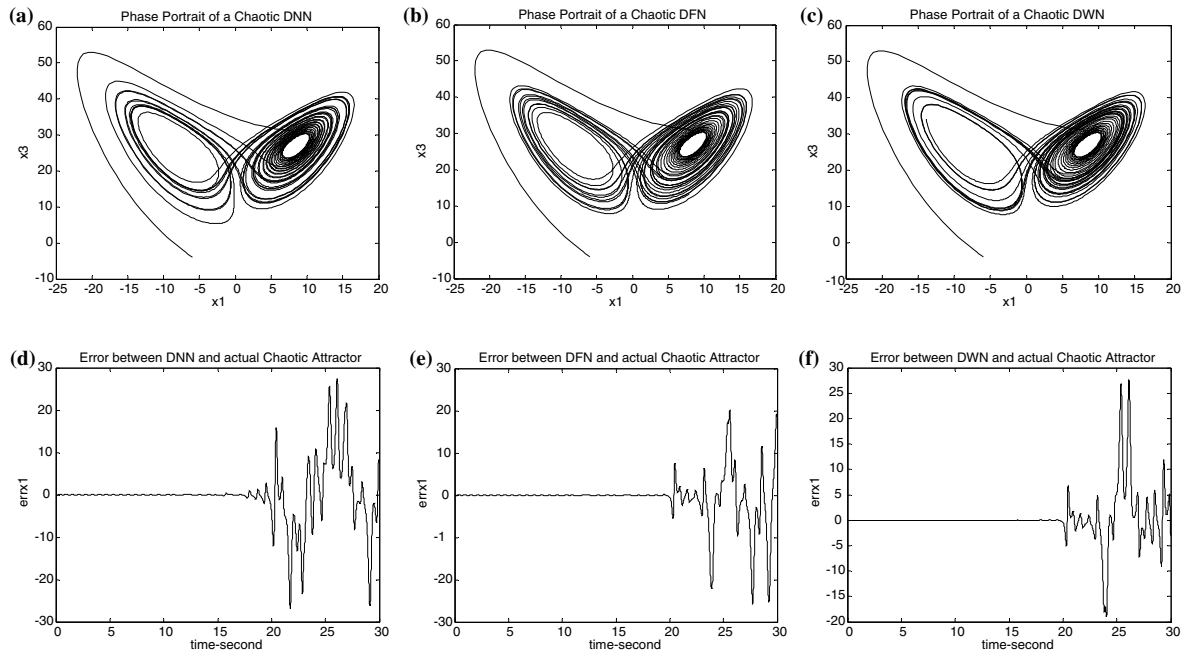 (a)
Phase Portrait of a Chaotic DNN
60
50
40
30
20
10
0
-10
x3
-25 -20 -15 -10 -5 0 5 10 15 20
x1
(b)
Phase Portrait of a Chaotic DFN
60
50
40
30
20
10
0
-10
x3
-25 -20 -15 -10 -5 0 5 10 15 20
x1
(c)
Phase Portrait of a Chaotic DWN
60
50
40
30
20
10
0
-10
x3
-25 -20 -15 -10 -5 0 5 10 15 20
x1
(d)
Error between DNN and actual Chaotic Attractor
30
20
10
0
-10
-20
-30
errx1
0 5 10 15 20 25 30
time-second
(e)
Error between DFN and actual Chaotic Attractor
30
20
10
0
-1
-20
-30
errx1
0 5 10 15 20 25 30
time-second
(f)
Error between DWN and actual Chaotic Attractor
30
25
20
15
10
5
0
-5
-10
-15
-20
errx1
0 5 10 15 20 25 30
time-second